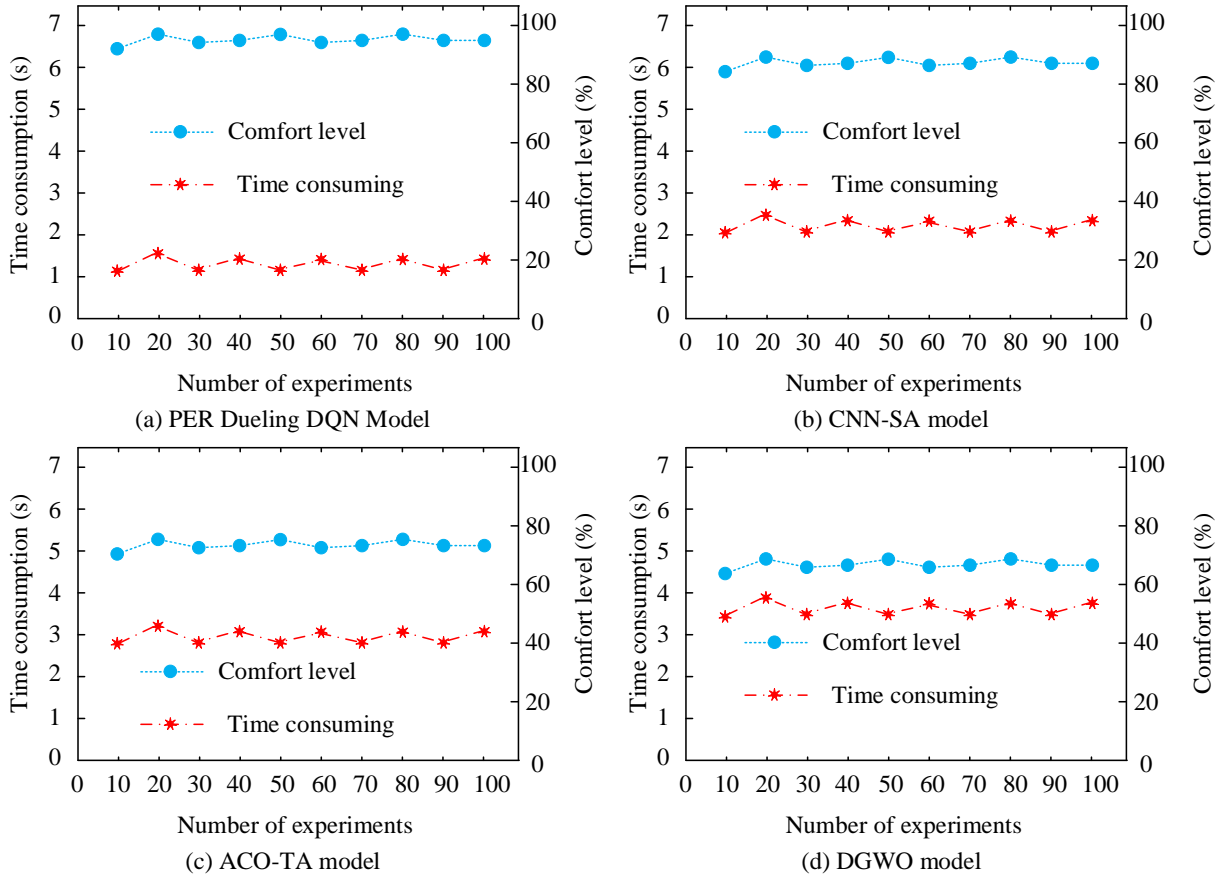 7
6
5
4
3
2
1
0
Time consumption (s)
100
80
60
40
20
0
Comfort level (%)
Comfort level
Time consuming
0 10 20 30 40 50 60 70 80 90 100
Number of experiments
(a) PER Dueling DQN Model
7
6
5
4
3
2
1
0
Time consumption (s)
100
80
60
40
20
0
Comfort level (%)
Comfort level
Time consuming
0 10 20 30 40 50 60 70 80 90 100
Number of experiments
(b) CNN-SA model
7
6
5
4
3
2
1
0
Time consumption (s)
100
80
60
40
20
0
Comfort level (%)
Comfort level
Time consuming
0 10 20 30 40 50 60 70 80 90 100
Number of experiments
(c) ACO-TA model
7
6
5
4
3
2
1
0
Time consumption (s)
100
80
60
40
20
0
Comfort level (%)
Comfort level
Time consuming
0 10 20 30 40 50 60 70 80 90 100
Number of experiments
(d) DGWO model